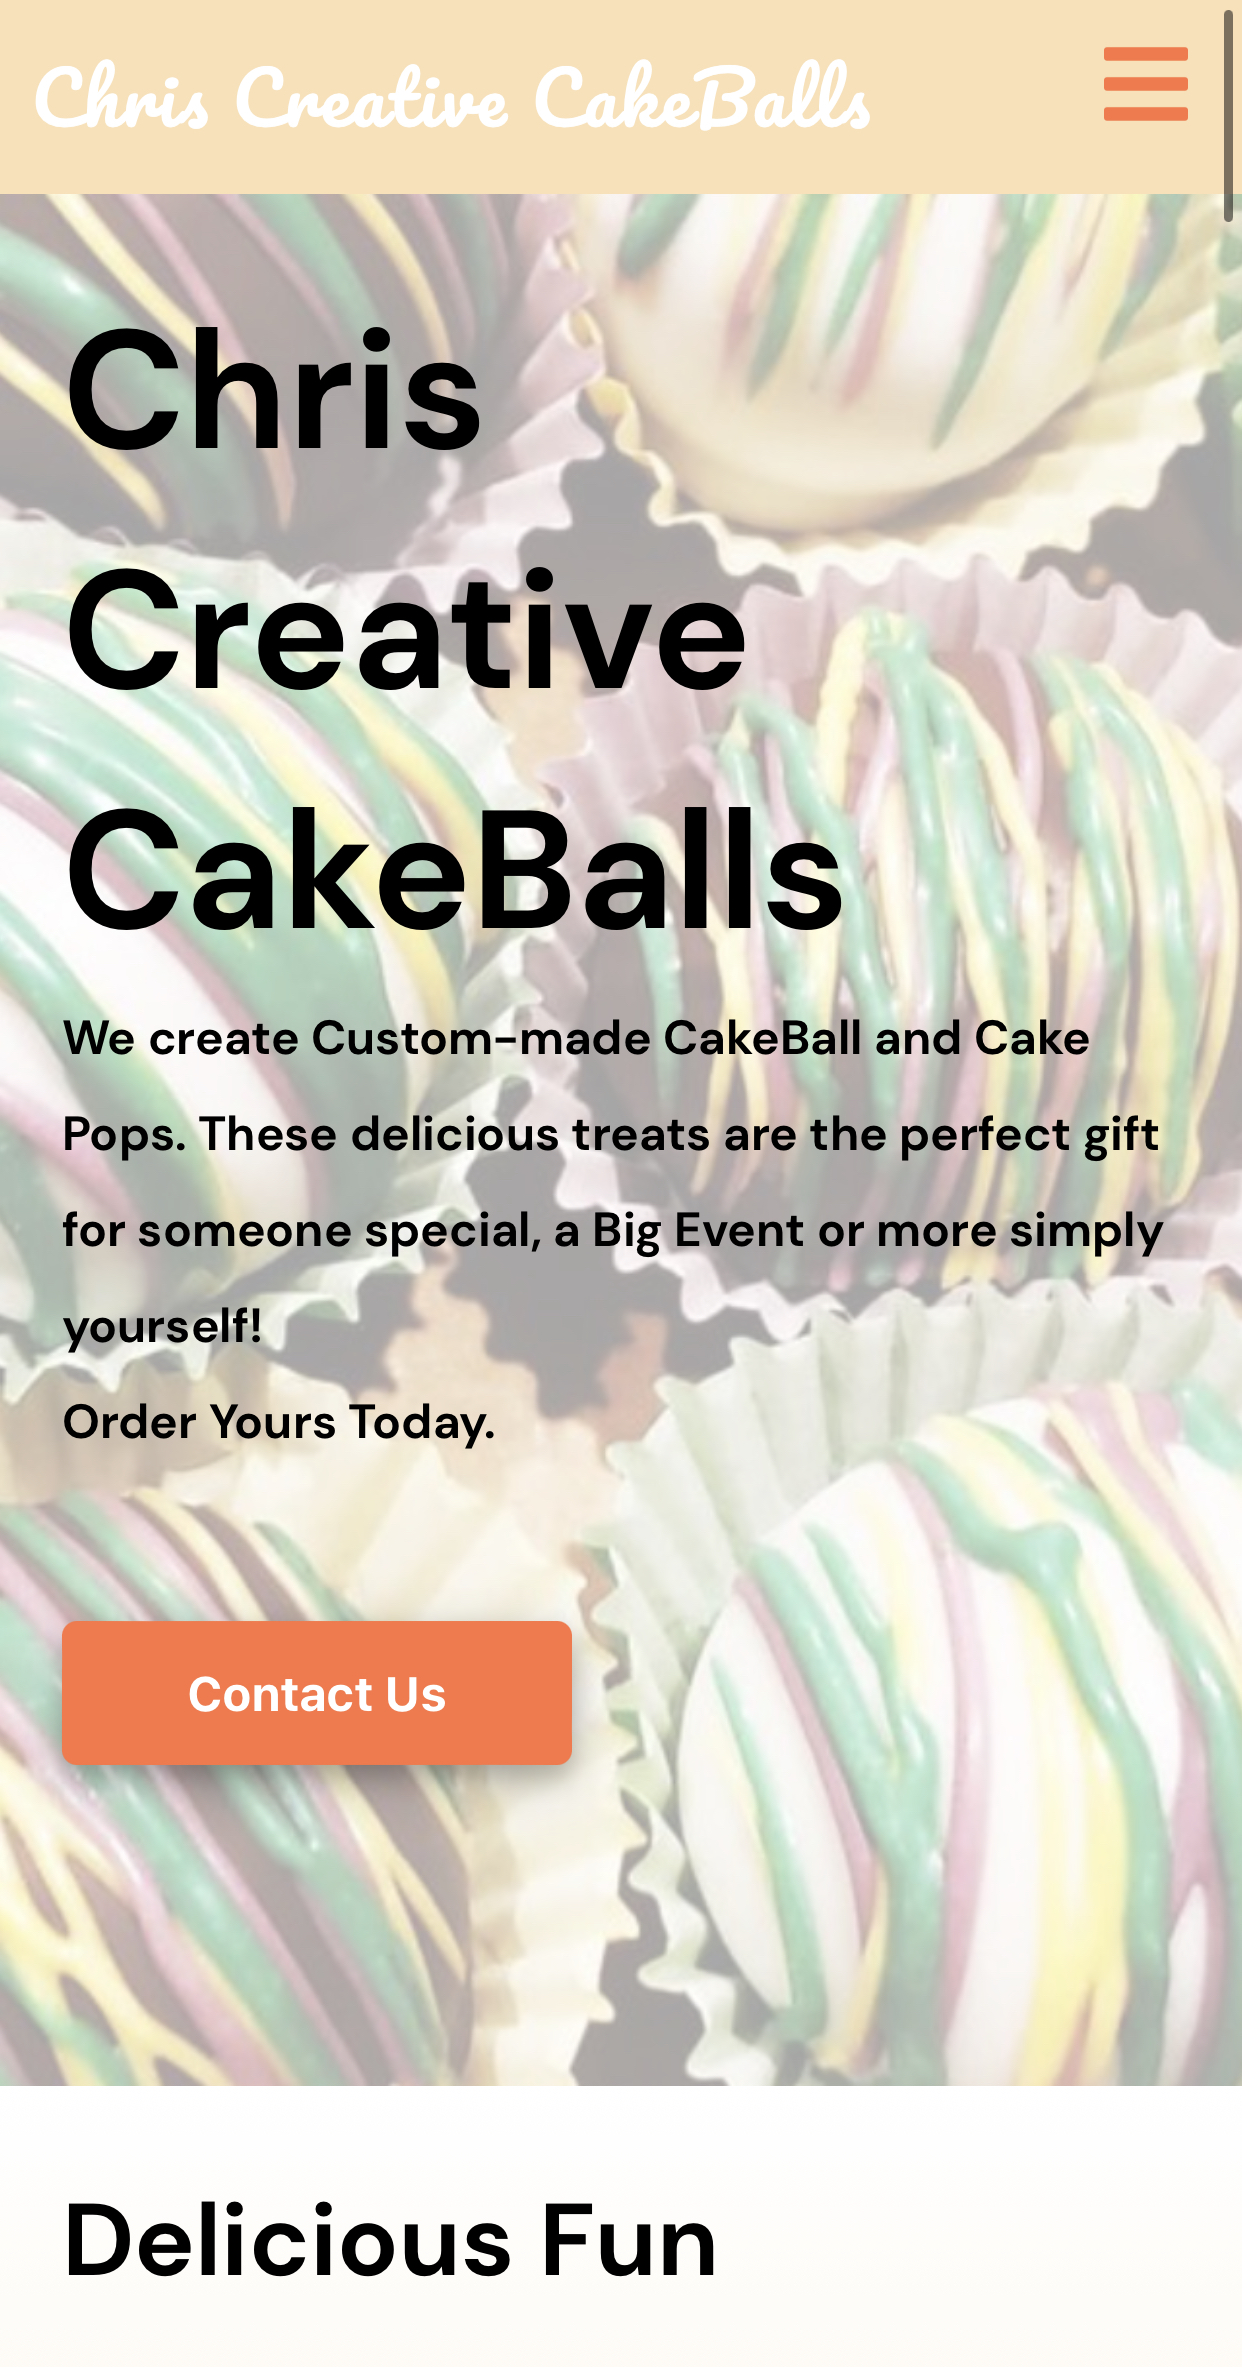 Chris Creative CakeBalls
Chris
Creative
CakeBalls
We create Custom-made CakeBall and Cake
Pops. These delicious treats are the perfect gift
for someone special, a Big Event or more simply
yourself!
Order Yours Today.
Contact Us
Delicious Fun